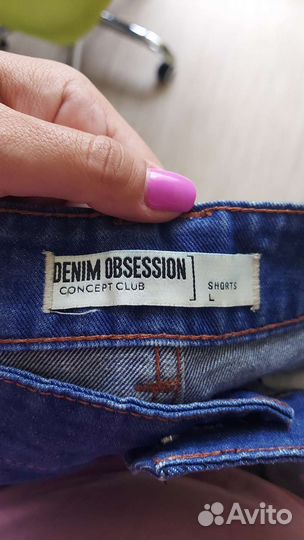 DENIM OBSESSION
CONCEPT CLUB
SHORTS
L
Avito